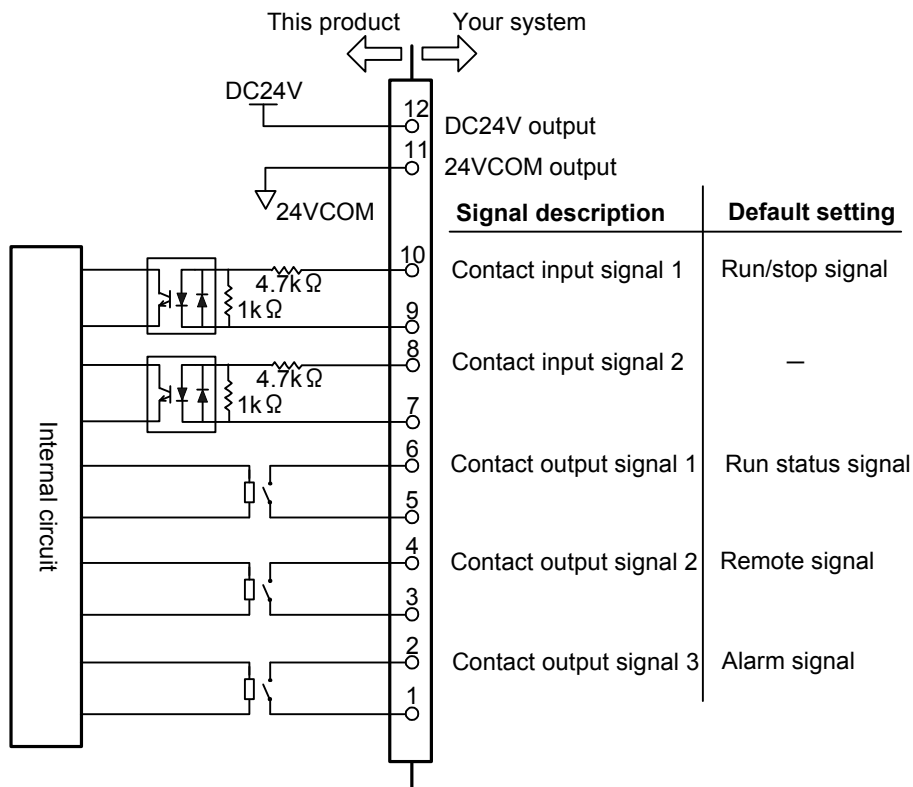 This product
Your system
DC24V
12
DC24V output
11
24VCOM output
24VCOM
Signal description
Default setting
10
Contact input signal 1
Run/stop signal
4.7kΩ
1kΩ
9
8
Contact input signal 2
–
4.7kΩ
1kΩ
7
Internal circuit
6
Contact output signal 1
Run status signal
5
4
Contact output signal 2
Remote signal
3
2
Contact output signal 3
Alarm signal
1